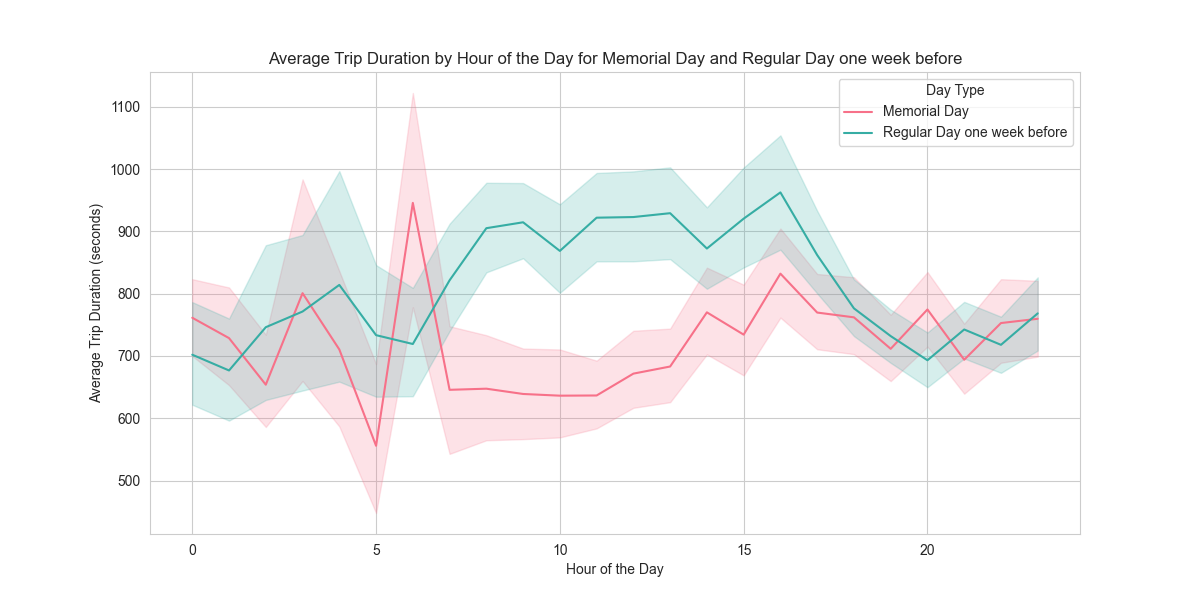 Average Trip Duration by Hour of the Day for Memorial Day and Regular Day one week before
Day Type
Memorial Day
Regular Day one week before
Average Trip Duration (seconds)
1100
1000
900
800
700
600
500
0 5 10 15 20
Hour of the Day